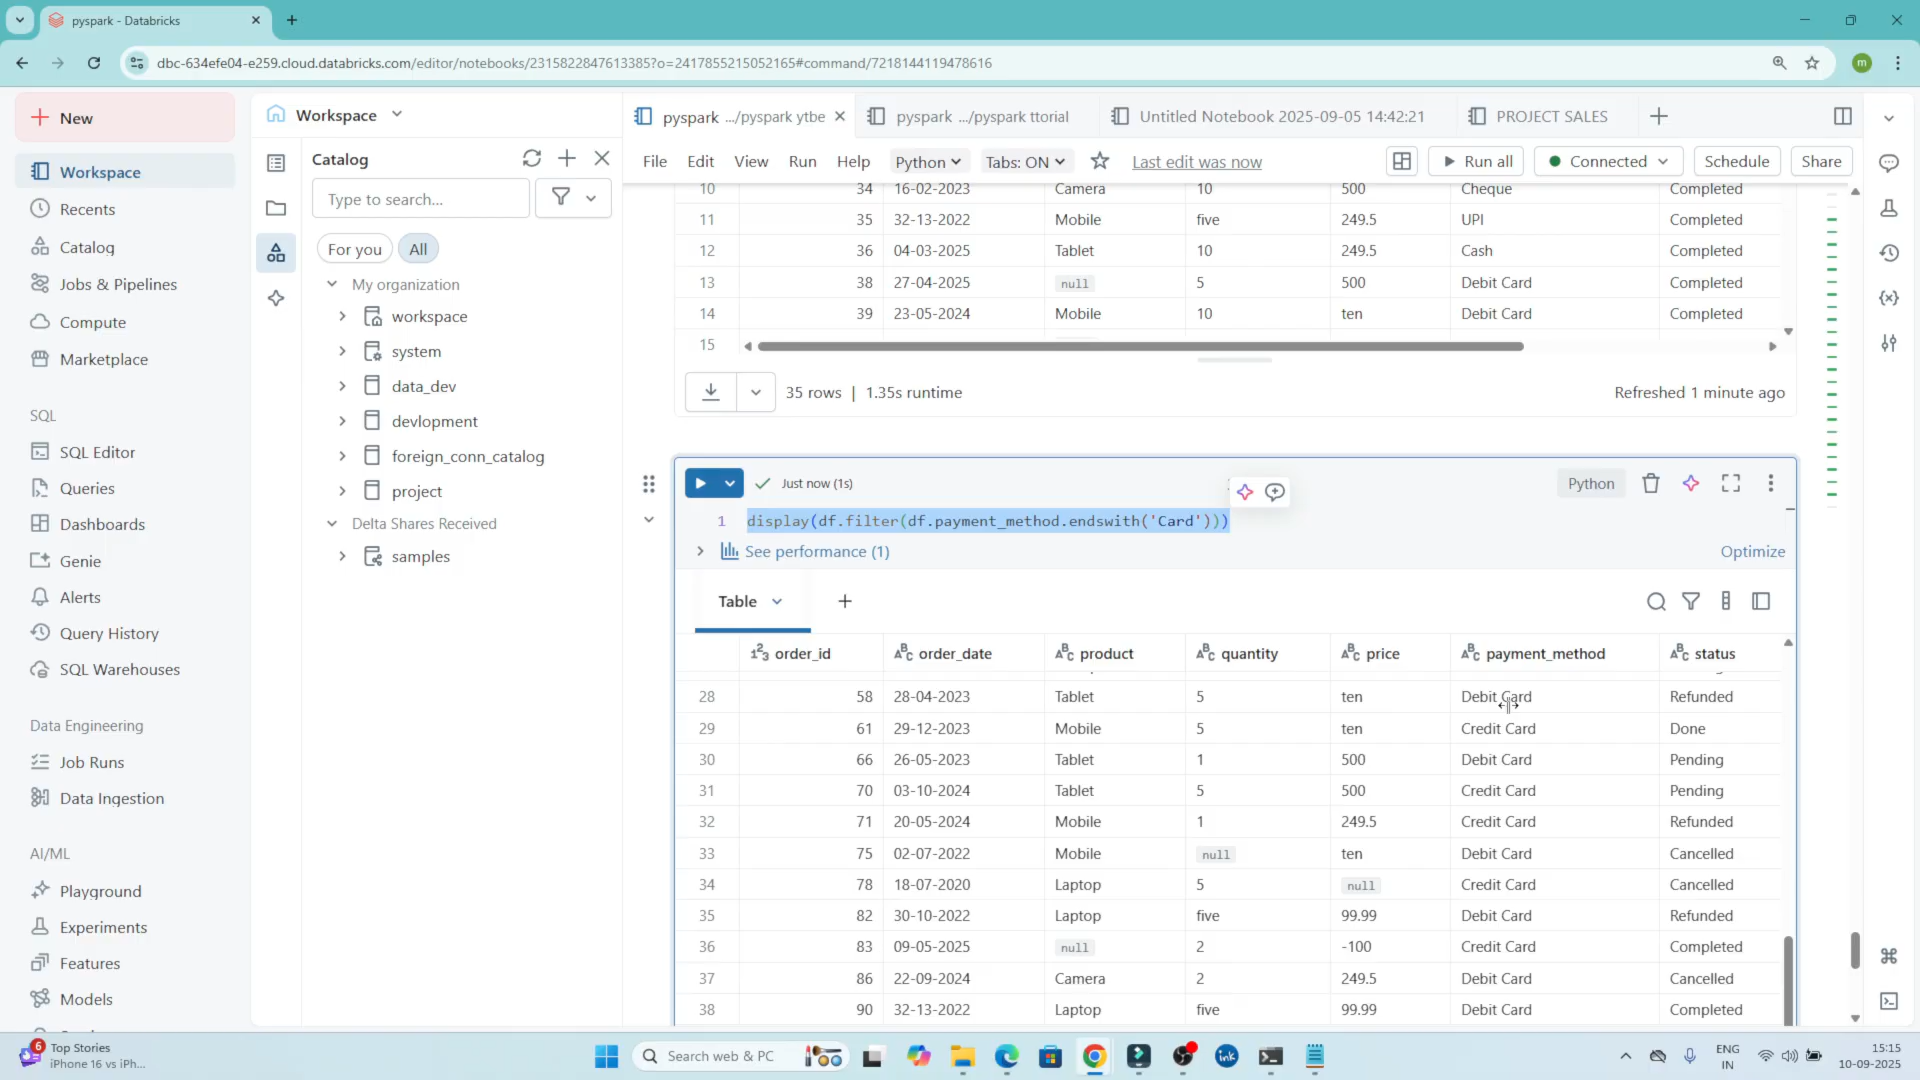 pyspark - Databricks
dbc-634efe04-e259.cloud.databricks.com/editor/notebooks/2315822847613385?o=2417855215052165#command/7218144119478616
m
New
Workspace
Recents
Catalog
Jobs & Pipelines
Compute
Marketplace
SQL
SQL Editor
Queries
Dashboards
Genie
Alerts
Query History
SQL Warehouses
Data Engineering
Job Runs
Data Ingestion
AI/ML
Playground
Experiments
Features
Models
Workspace
Catalog
Type to search...
For you All
My organization
workspace
system
data_dev
devlopment
foreign_conn_catalog
project
Delta Shares Received
samples
pyspark .../pyspark ytbe
pyspark .../pyspark ttorial
Untitled Notebook 2025-09-05 14:42:21
PROJECT SALES
File Edit View Run Help Python Tabs: ON Last edit was now Run all Connected Schedule Share
10 34 16-02-2023 Camera 10 500 Cheque Completed
11 35 32-13-2022 Mobile five 249.5 UPI Completed
12 36 04-03-2025 Tablet 10 249.5 Cash Completed
13 38 27-04-2025 null 5 500 Debit Card Completed
14 39 23-05-2024 Mobile 10 ten Debit Card Completed
15
35 rows | 1.35s runtime Refreshed 1 minute ago
Just now (1s) Python
1 display(df.filter(df.payment_method.endswith('Card')))
See performance (1) Optimize
Table
order_id order_date product quantity price payment_method status
28 58 28-04-2023 Tablet 5 ten Debit Card Refunded
29 61 29-12-2023 Mobile 5 ten Credit Card Done
30 66 26-05-2023 Tablet 1 500 Debit Card Pending
31 70 03-10-2024 Tablet 5 500 Credit Card Pending
32 71 20-05-2024 Mobile 1 249.5 Credit Card Refunded
33 75 02-07-2022 Mobile null ten Debit Card Cancelled
34 78 18-07-2020 Laptop 5 null Credit Card Cancelled
35 82 30-10-2022 Laptop five 99.99 Debit Card Refunded
36 83 09-05-2025 null 2 -100 Credit Card Completed
37 86 22-09-2024 Camera 2 249.5 Debit Card Cancelled
38 90 32-13-2022 Laptop five 99.99 Debit Card Completed
6
Top Stories
iPhone 16 vs iPh...
Search web & PC
ink
ENG
IN
15:15
10-09-2025